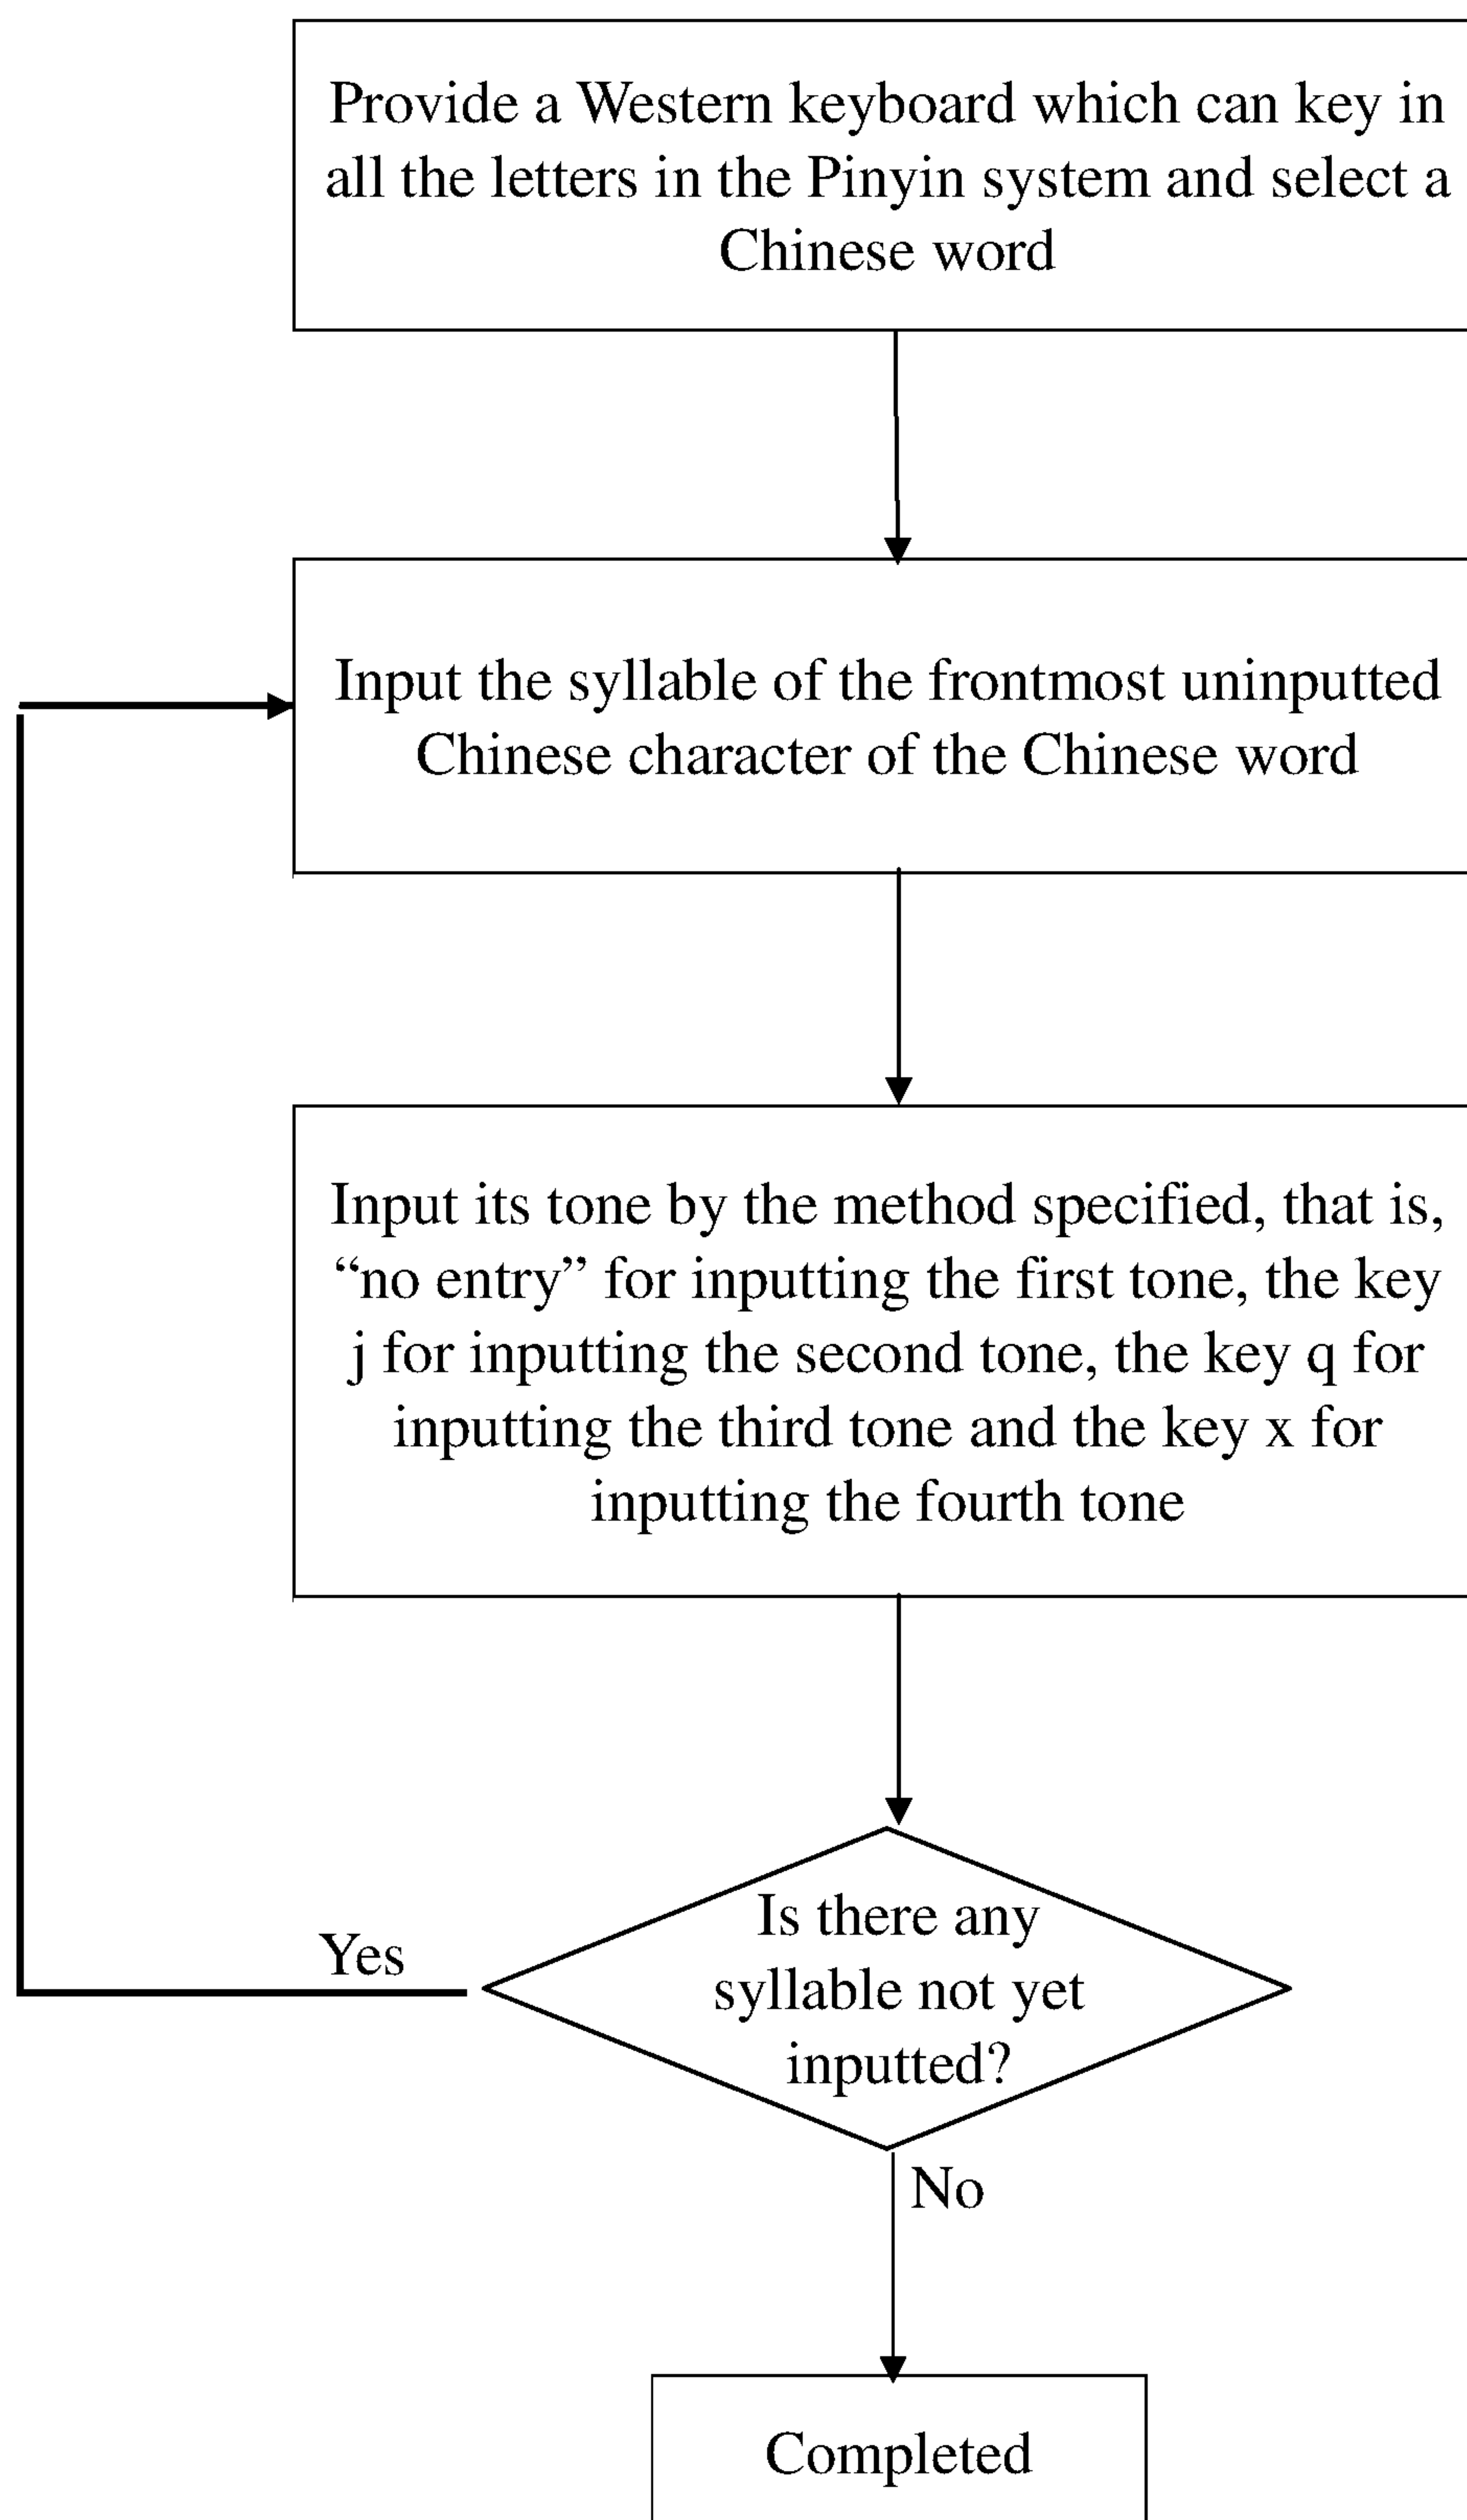 Provide a Western keyboard which can key in
all the letters in the Pinyin system and select a
Chinese word
Input the syllable of the frontmost uninputted
Chinese character of the Chinese word
Input its tone by the method specified, that is,
“no entry” for inputting the first tone, the key
j for inputting the second tone, the key q for
inputting the third tone and the key x for
inputting the fourth tone
Is there any
syllable not yet
inputted?
Yes
No
Completed